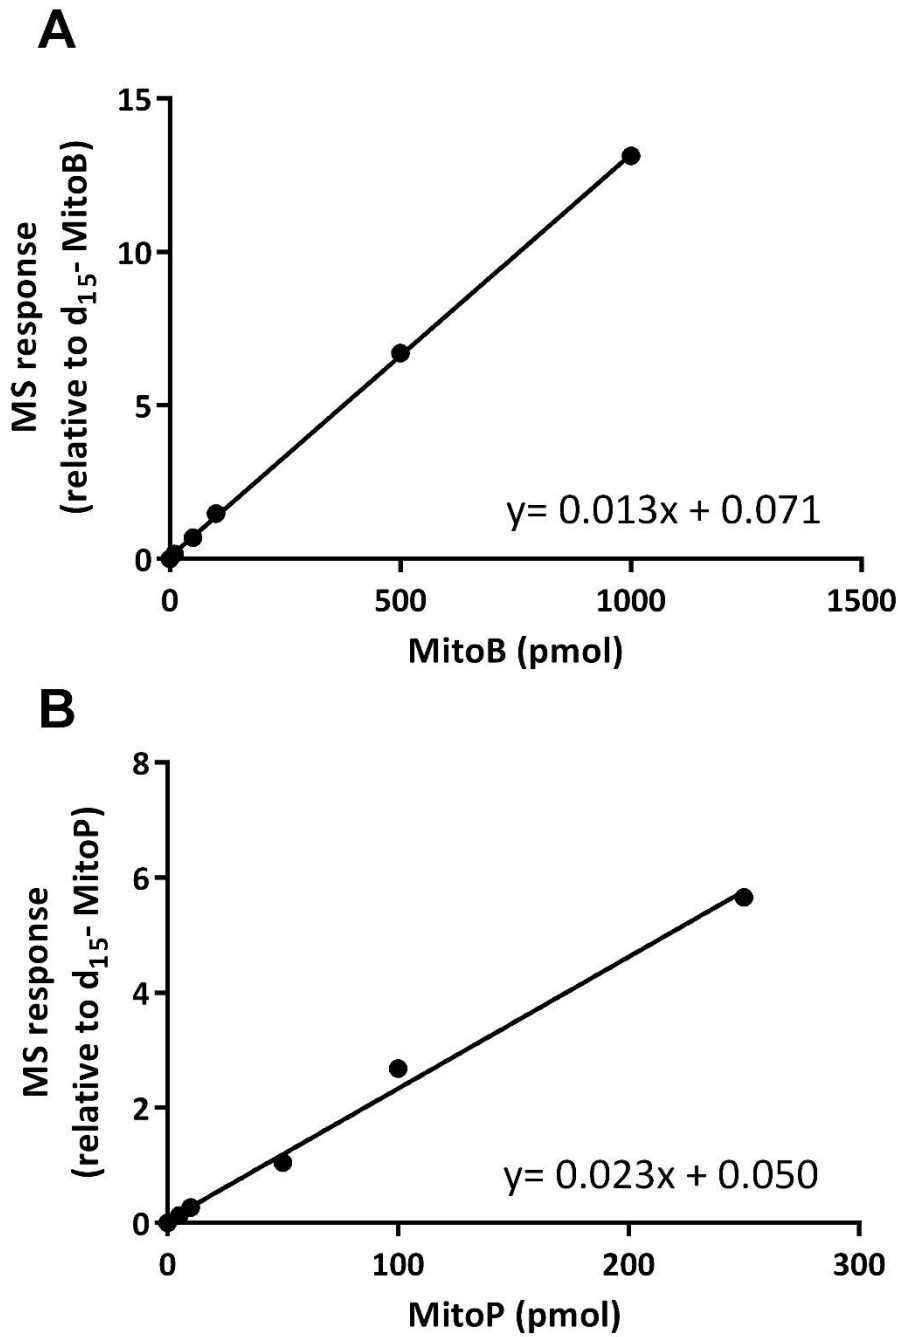 A
15
10
5
0
MS response
(relative to d15- MitoB)
y= 0.013x + 0.071
0 500 1000 1500
MitoB (pmol)
B
8
6
4
2
0
MS response
(relative to d15- MitoP)
y= 0.023x + 0.050
0 100 200 300
MitoP (pmol)